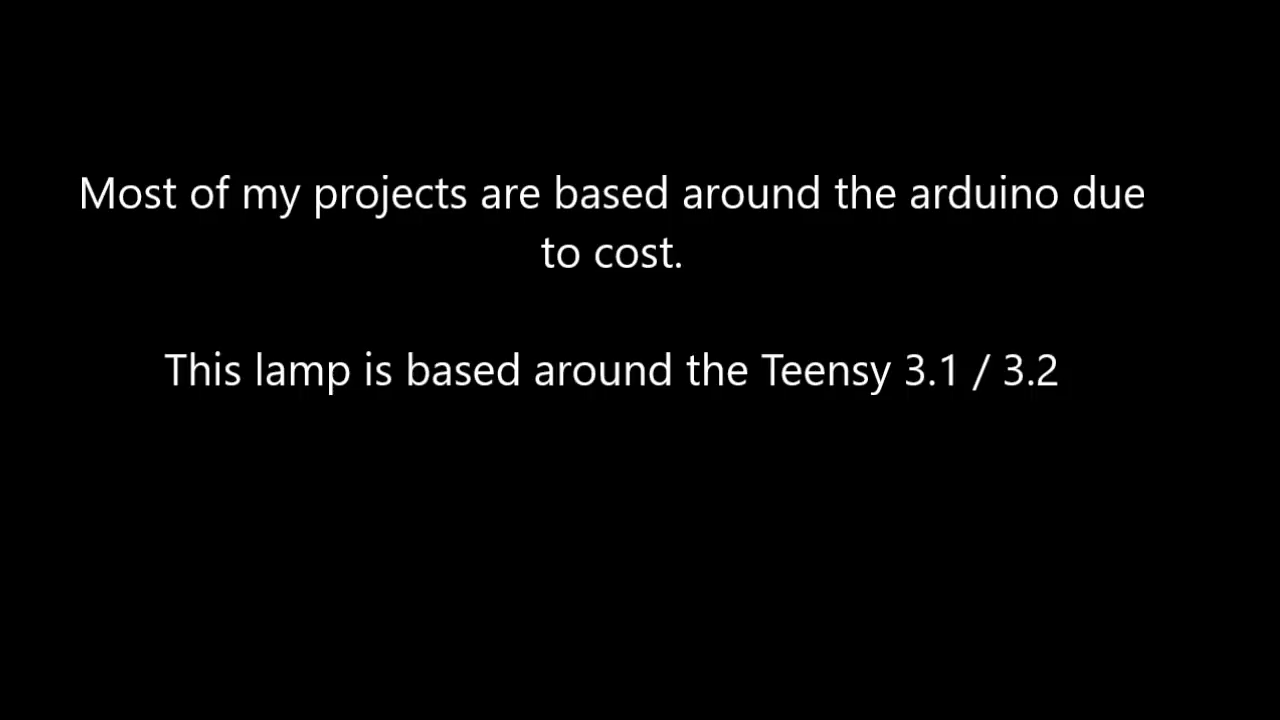 Most of my projects are based around the arduino due
to cost.
This lamp is based around the Teensy 3.1 / 3.2